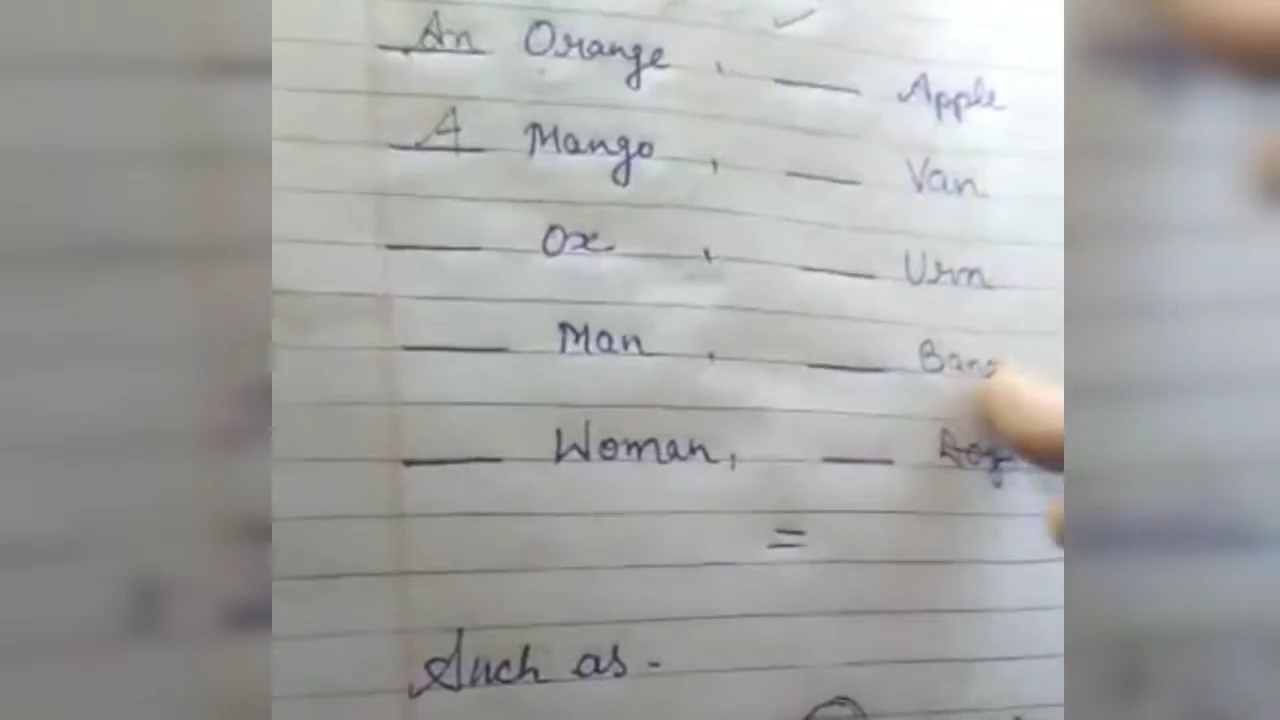 An Orange, ___ Apple
A Mango, ___ Van
___ Ox, ___ Urn
___ Man, ___
___ Woman, ___ Dog
=
Such as -